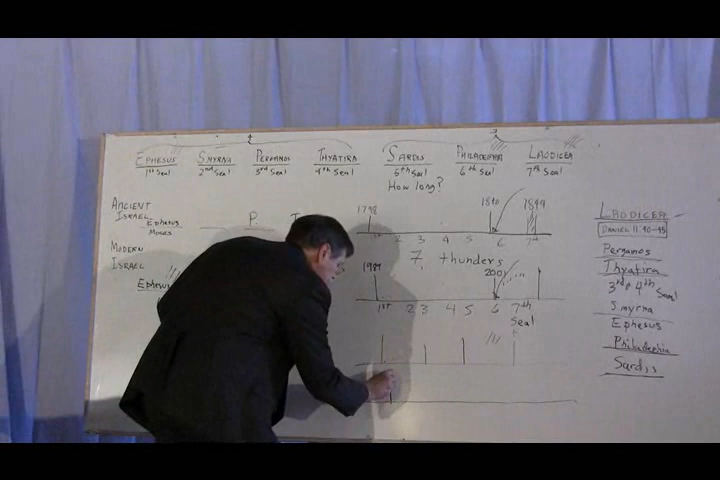 EPHESUS SMYRNA PERGAMOS THYATIRA SARDIS PHILADELPHIA LAODICEA
1st Seal 2nd Seal 3rd Seal 4th Seal 5th Seal 6th Seal 7th Seal
How long?
ANCIENT
ISRAEL Ephesus
Moses
P. T
MODERN
ISRAEL
Ephesus
1798 1840 1844
1st 2 3 4 5 6 7th
7 thunders
1989 2001
1st 2 3 4 5 6 7th
Seal
LAODICEA
DANIEL 11:40-45
Pergamos
Thyatira
3rd + 4th Seal
Smyrna
Ephesus
Philadelphia
Sardis